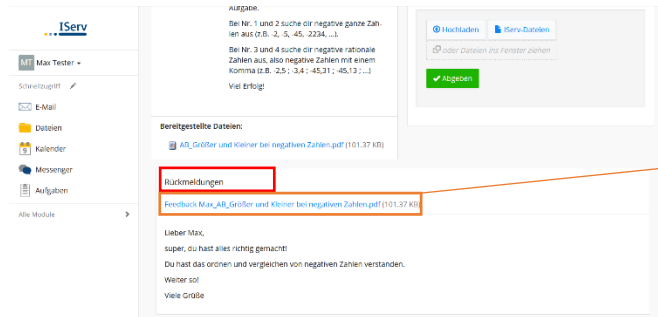 IServ
MT Max Tester
Schnellzugriff
E-Mail
Dateien
9 Kalender
Messenger
Aufgaben
Alle Module
Aufgabe.
Bei Nr. 1 und 2 suche dir negative ganze Zah-
len aus (z.B. -2, -5, -45, -2234, ...).
Bei Nr. 3 und 4 suche dir negative rationale
Zahlen aus, also negative Zahlen mit einem
Komma (z.B. -2,5 ; -3,4 ; -45,31 ; -45,13 ; ...)
Viel Erfolg!
Bereitgestellte Dateien:
AB_Größer und Kleiner bei negativen Zahlen.pdf (101.37 KB)
Hochladen IServ-Dateien
oder Dateien ins Fenster ziehen
Abgeben
Rückmeldungen
Feedback Max_AB_Größer und Kleiner bei negativen Zahlen.pdf (101.37 KB)
Lieber Max,
super, du hast alles richtig gemacht!
Du hast das ordnen und vergleichen von negativen Zahlen verstanden.
Weiter so!
Viele Grüße